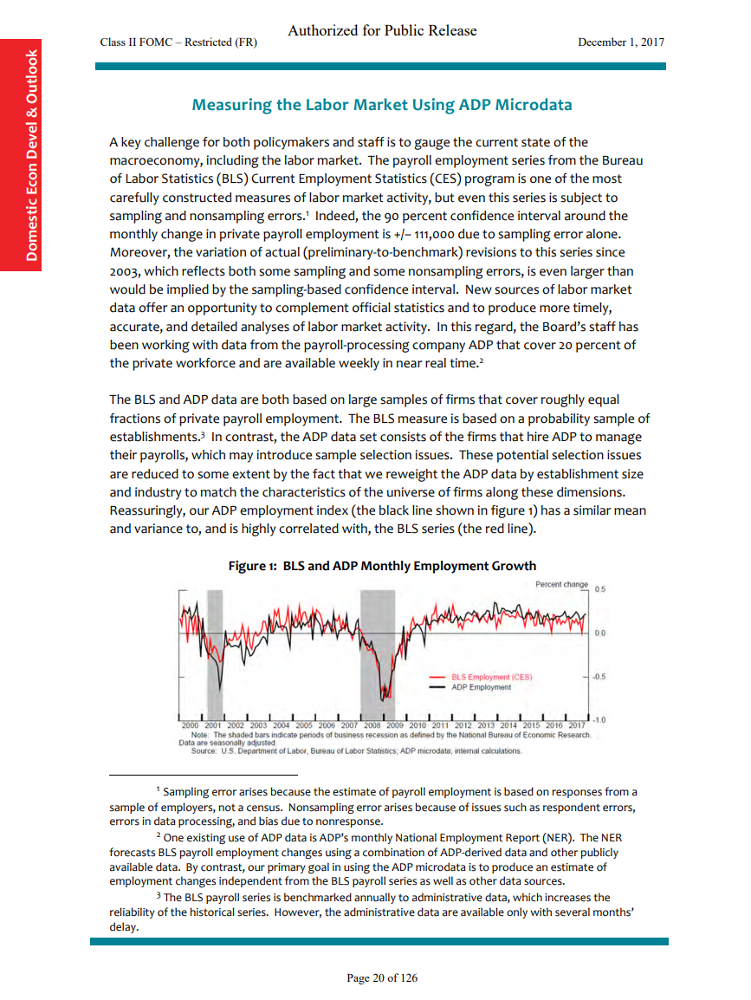 Authorized for Public Release
Class II FOMC – Restricted (FR)
December 1, 2017
Domestic Econ Devel & Outlook
Measuring the Labor Market Using ADP Microdata
A key challenge for both policymakers and staff is to gauge the current state of the
macroeconomy, including the labor market.  The payroll employment series from the Bureau
of Labor Statistics (BLS) Current Employment Statistics (CES) program is one of the most
carefully constructed measures of labor market activity, but even this series is subject to
sampling and nonsampling errors.¹  Indeed, the 90 percent confidence interval around the
monthly change in private payroll employment is +/– 111,000 due to sampling error alone.
Moreover, the variation of actual (preliminary-to-benchmark) revisions to this series since
2003, which reflects both some sampling and some nonsampling errors, is even larger than
would be implied by the sampling-based confidence interval.  New sources of labor market
data offer an opportunity to complement official statistics and to produce more timely,
accurate, and detailed analyses of labor market activity.  In this regard, the Board's staff has
been working with data from the payroll-processing company ADP that cover 20 percent of
the private workforce and are available weekly in near real time.²
The BLS and ADP data are both based on large samples of firms that cover roughly equal
fractions of private payroll employment.  The BLS measure is based on a probability sample of
establishments.³  In contrast, the ADP data set consists of the firms that hire ADP to manage
their payrolls, which may introduce sample selection issues.  These potential selection issues
are reduced to some extent by the fact that we reweight the ADP data by establishment size
and industry to match the characteristics of the universe of firms along these dimensions.
Reassuringly, our ADP employment index (the black line shown in figure 1) has a similar mean
and variance to, and is highly correlated with, the BLS series (the red line).
Figure 1:  BLS and ADP Monthly Employment Growth
Percent change
0.5
0.0
-0.5
-1.0
BLS Employment (CES)
ADP Employment
2000 2001 2002 2003 2004 2005 2006 2007 2008 2009 2010 2011 2012 2013 2014 2015 2016 2017
Note:  The shaded bars indicate periods of business recession as defined by the National Bureau of Economic Research.
Data are seasonally adjusted.
Source:  U.S. Department of Labor, Bureau of Labor Statistics; ADP microdata; internal calculations.
¹ Sampling error arises because the estimate of payroll employment is based on responses from a
sample of employers, not a census.  Nonsampling error arises because of issues such as respondent errors,
errors in data processing, and bias due to nonresponse.
² One existing use of ADP data is ADP's monthly National Employment Report (NER).  The NER
forecasts BLS payroll employment changes using a combination of ADP-derived data and other publicly
available data.  By contrast, our primary goal in using the ADP microdata is to produce an estimate of
employment changes independent from the BLS payroll series as well as other data sources.
³ The BLS payroll series is benchmarked annually to administrative data, which increases the
reliability of the historical series.  However, the administrative data are available only with several months'
delay.
Page 20 of 126